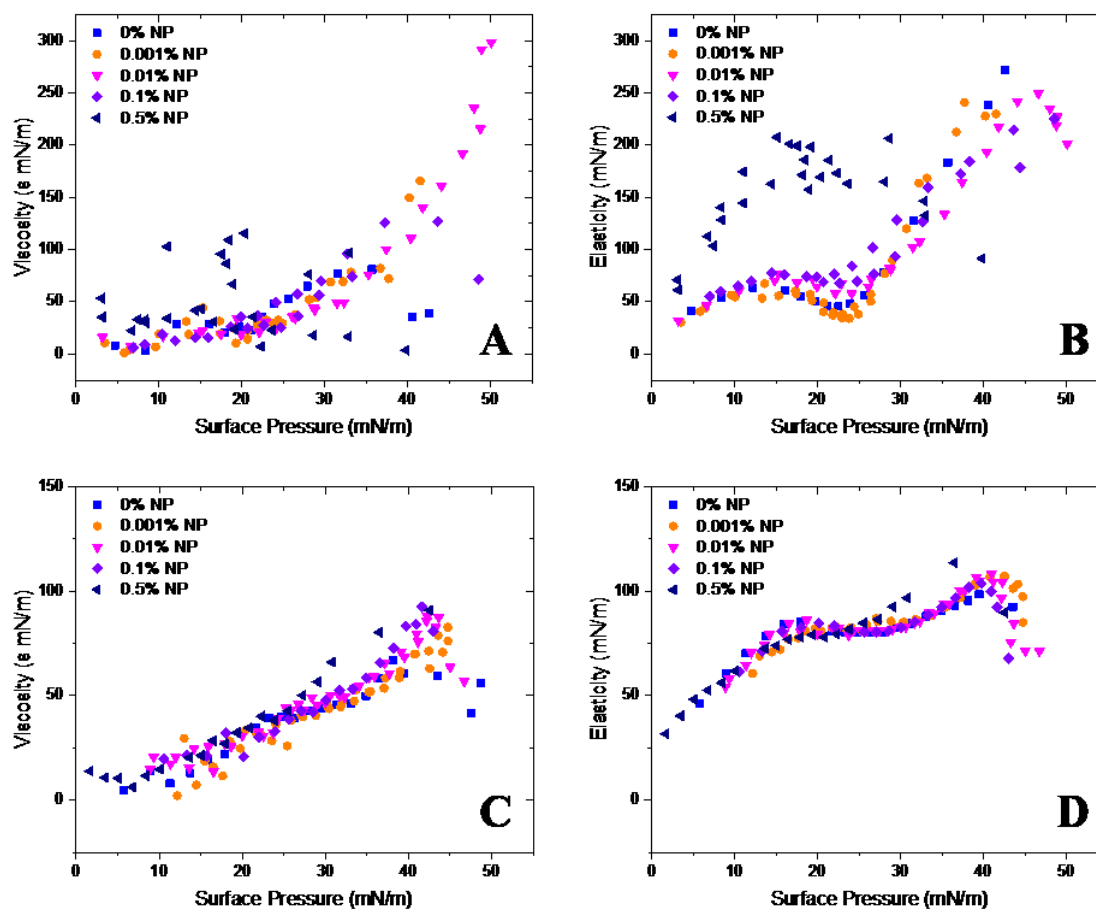 0% NP
0.001% NP
0.01% NP
0.1% NP
0.5% NP
300
250
200
150
100
50
0
Viscosity (s mN/m)
A
0 10 20 30 40 50
Surface Pressure (mN/m)
0% NP
0.001% NP
0.01% NP
0.1% NP
0.5% NP
300
250
200
150
100
50
0
Elasticity (mN/m)
B
0 10 20 30 40 50
Surface Pressure (mN/m)
0% NP
0.001% NP
0.01% NP
0.1% NP
0.5% NP
150
100
50
0
Viscosity (s mN/m)
C
0 10 20 30 40 50
Surface Pressure (mN/m)
0% NP
0.001% NP
0.01% NP
0.1% NP
0.5% NP
150
100
50
0
Elasticity (mN/m)
D
0 10 20 30 40 50
Surface Pressure (mN/m)